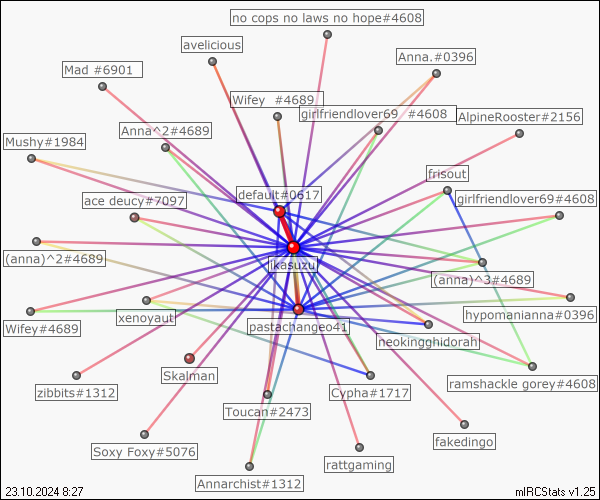 no cops no laws no hope#4608
avelicious
Anna.#0396
Mad #6901
Wifey #4689
girlfriendlover69 #4608
AlpineRooster#2156
Anna^2#4689
Mushy#1984
frisout
default#0617
ace deucy#7097
girlfriendlover69#4608
(anna)^2#4689
likasuzu
(anna)^3#4689
hypomanianna#0396
xenoyaut
Wifey#4689
pastachangeo41
neokingghidorah
Skalman
zibbits#1312
Cypha#1717
ramshackle gorey#4608
Toucan#2473
fakedingo
Soxy Foxy#5076
rattgaming
Annarchist#1312
23.10.2024 8:27
mIRCStats v1.25